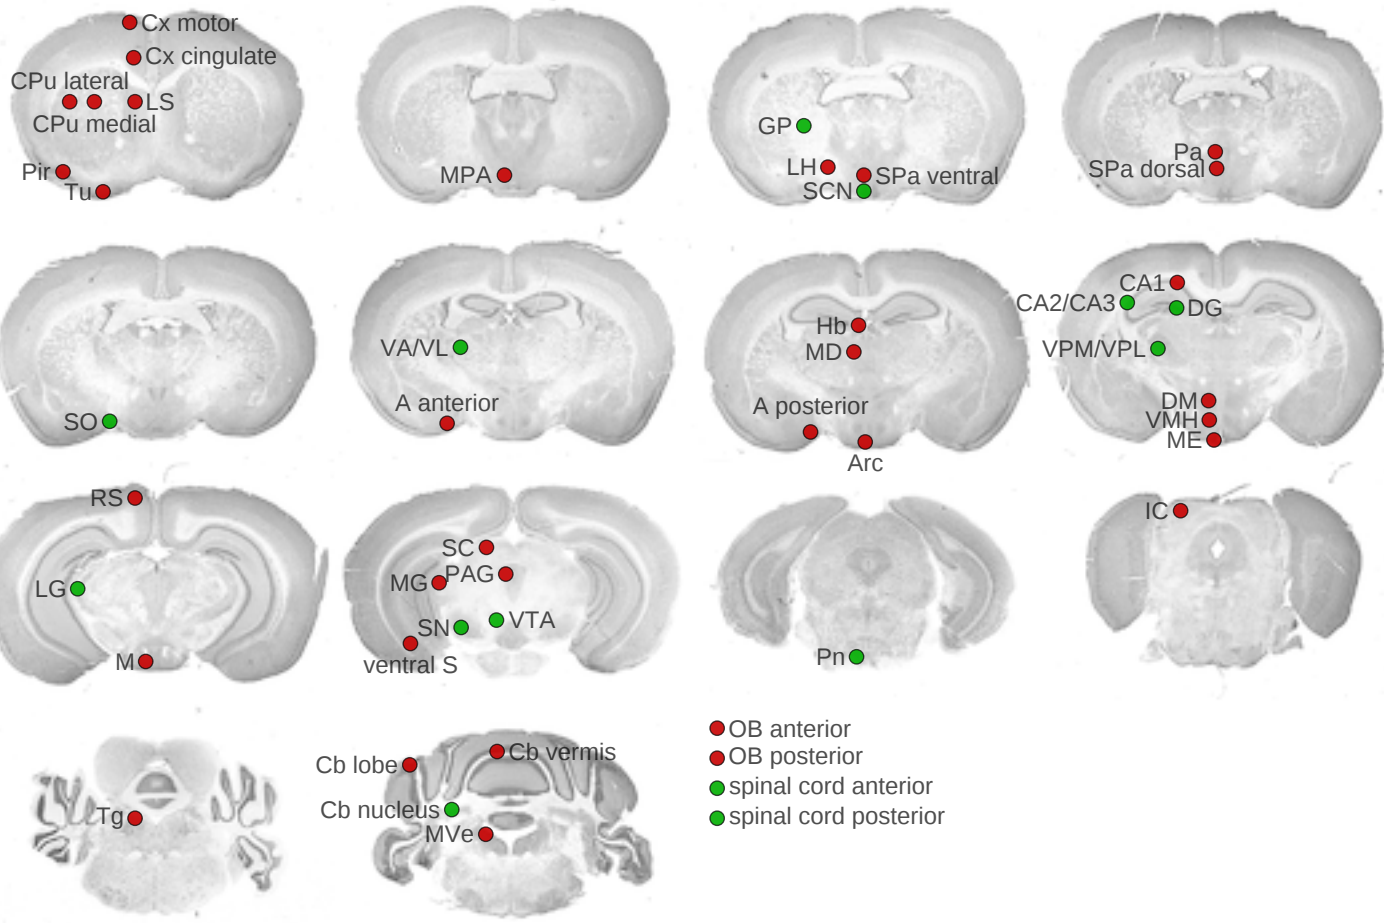 Cx motor
Cx cingulate
CPu lateral
LS
CPu medial
Pir
Tu
MPA
GP
LH
SPa ventral
SCN
Pa
SPa dorsal
SO
VA/VL
A anterior
Hb
MD
A posterior
Arc
CA1
CA2/CA3
DG
VPM/VPL
DM
VMH
ME
RS
LG
M
SC
MG
PAG
SN
VTA
ventral S
Pn
IC
Tg
Cb lobe
Cb vermis
Cb nucleus
MVe
OB anterior
OB posterior
spinal cord anterior
spinal cord posterior